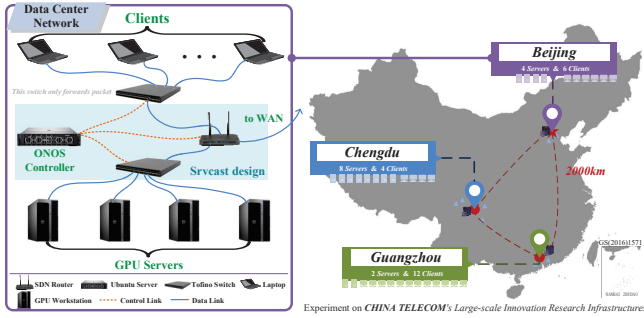 Data Center
Network
Clients
This switch only forwards packet
to WAN
ONOS
Controller
Srvcast design
GPU Servers
SDN Router
Ubuntu Server
Tofino Switch
Laptop
GPU Workstation
Control Link
Data Link
Beijing
4 Servers & 6 Clients
Chengdu
8 Servers & 4 Clients
2000km
Guangzhou
2 Servers & 12 Clients
GS(2016)1571
Experiment on CHINA TELECOM's Large-scale Innovation Research Infrastructure